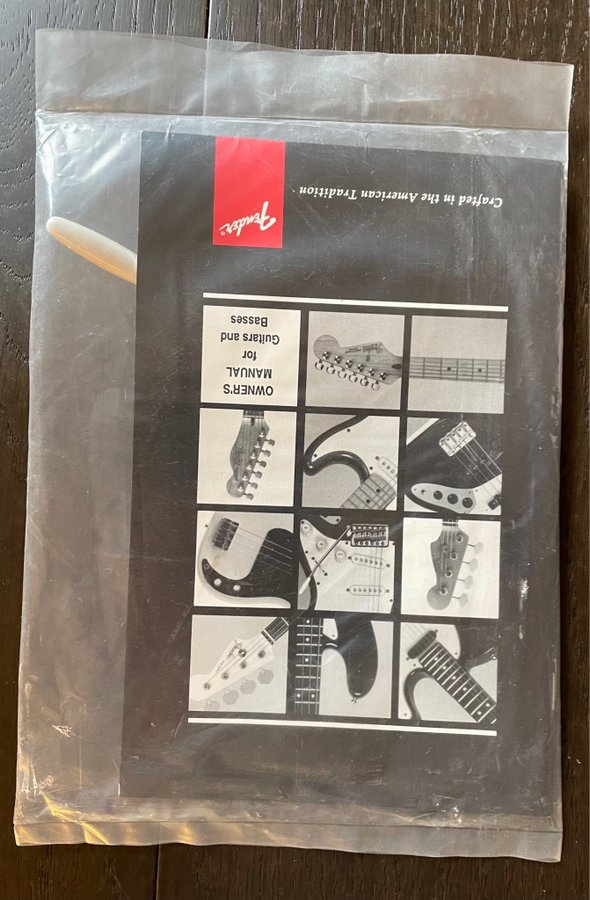 Crafted in the American Tradition
Fender
OWNER'S
MANUAL
for
Guitars and
Basses